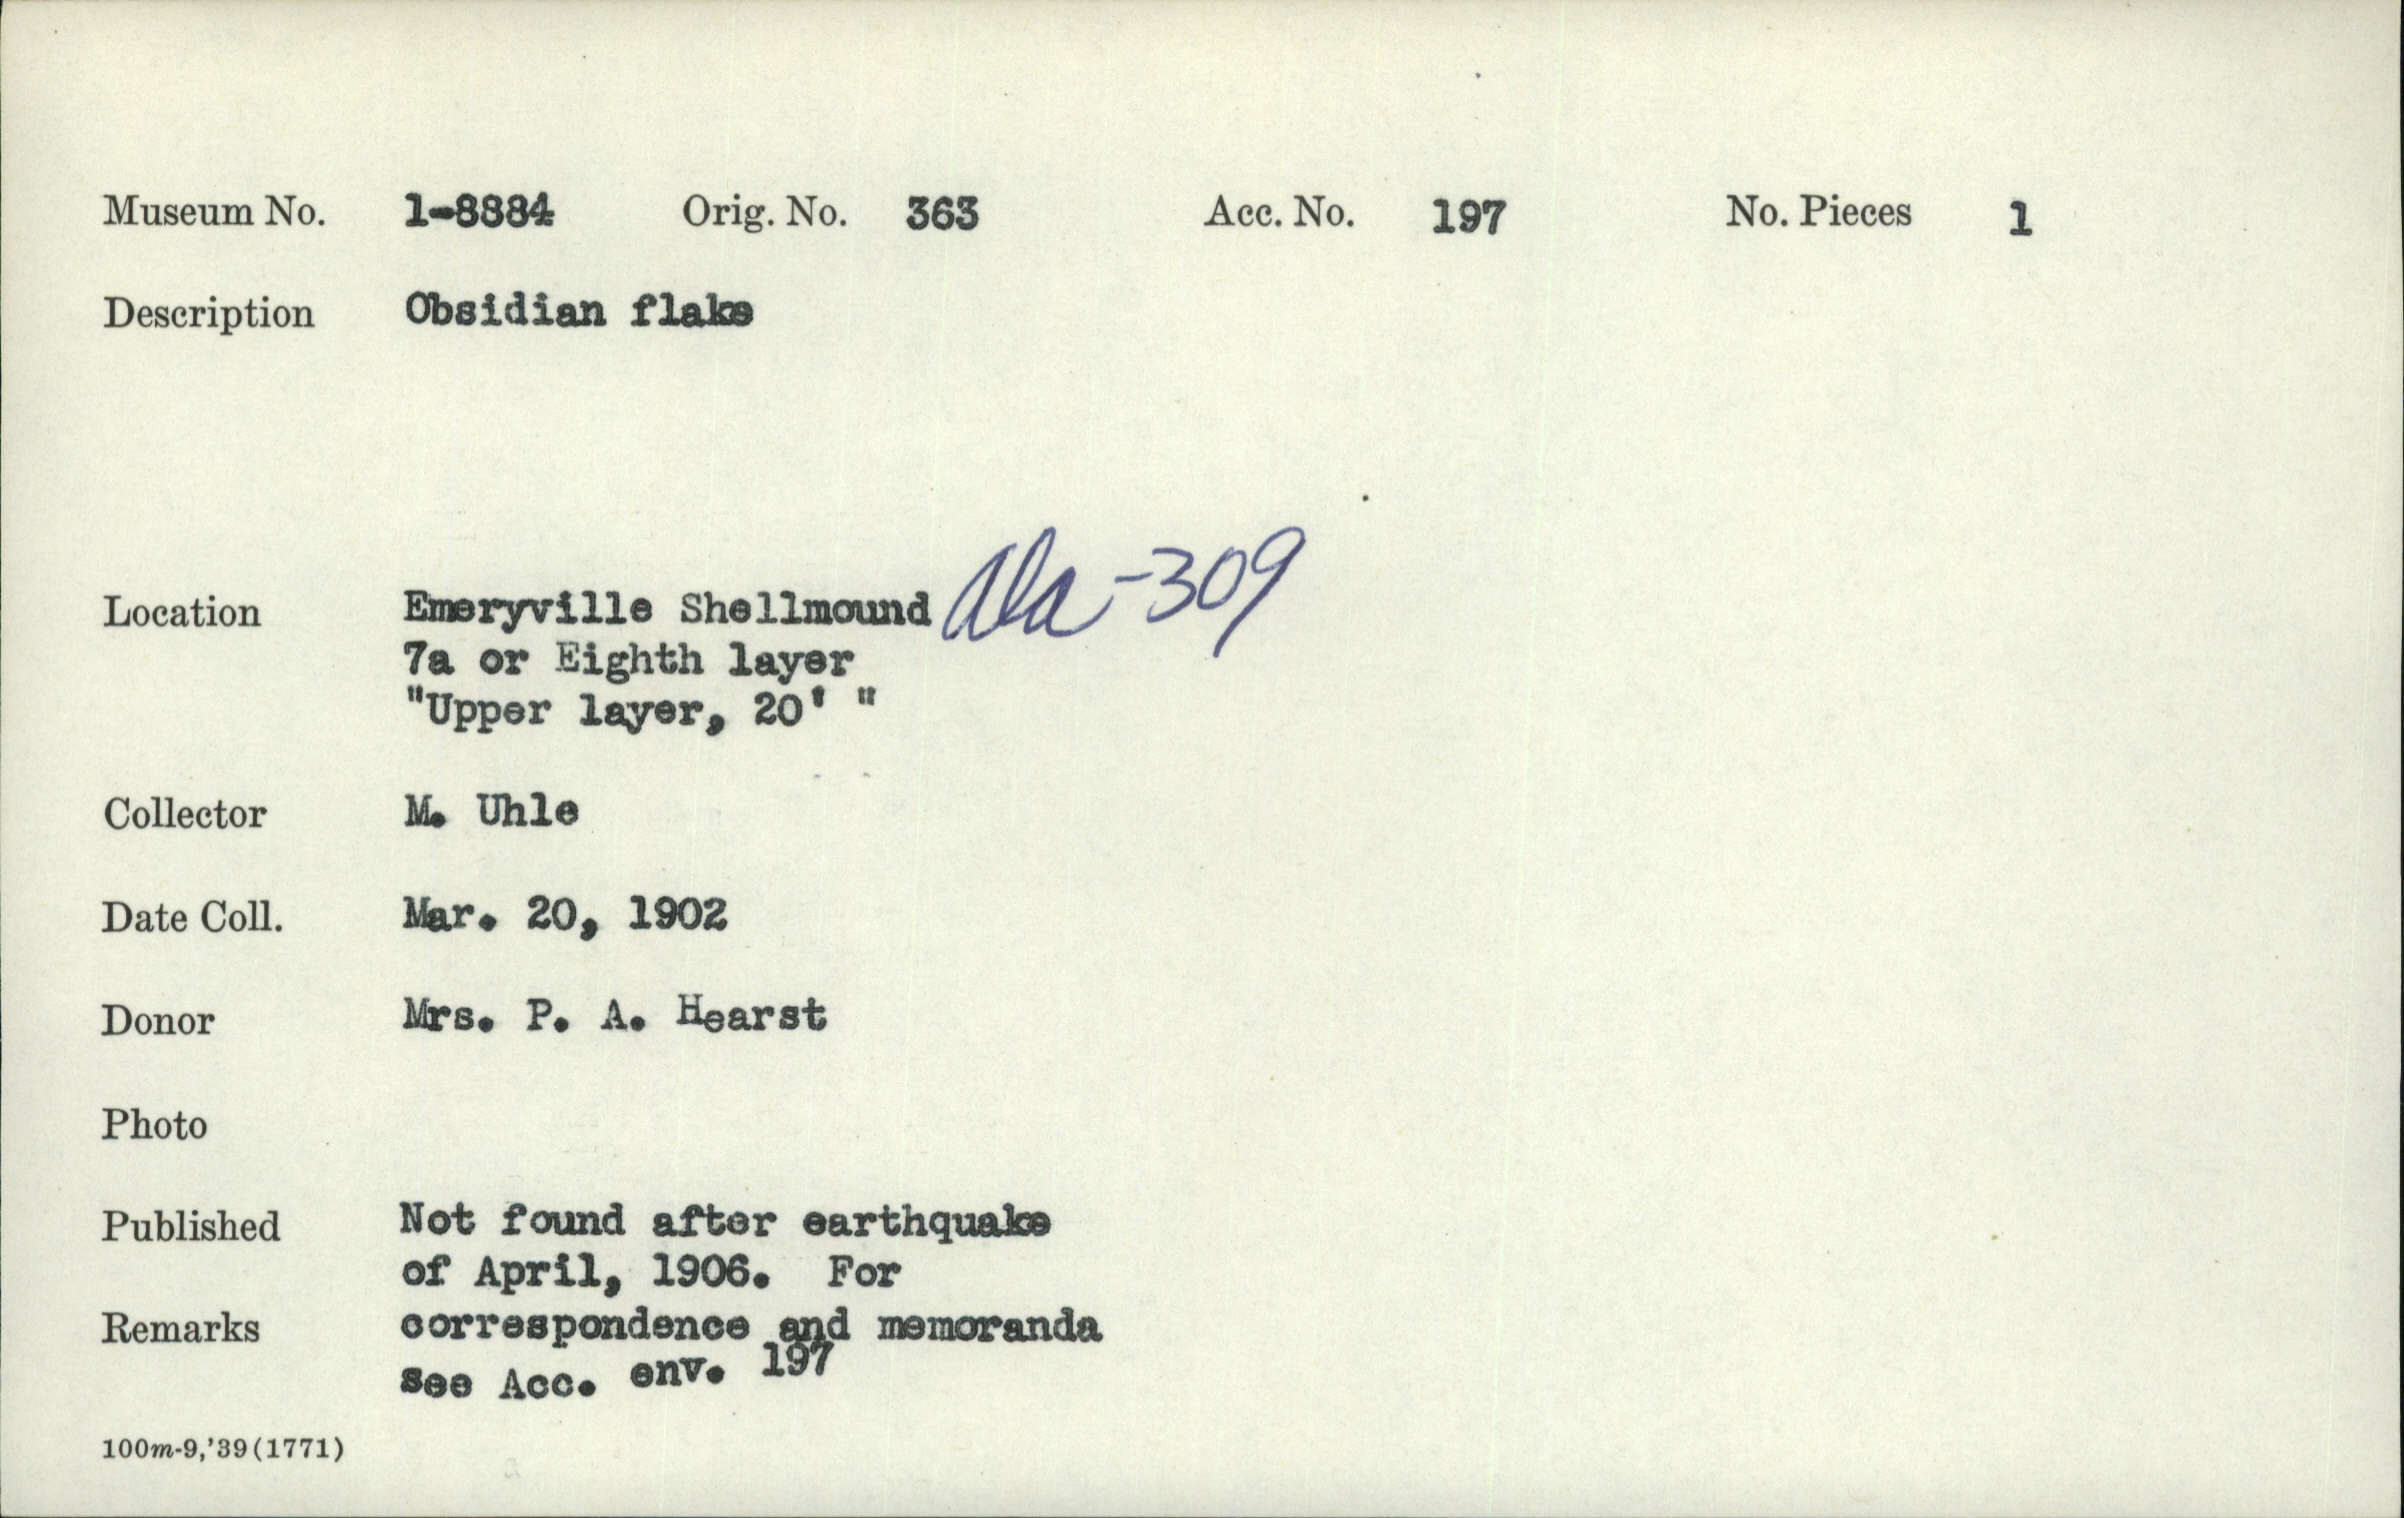 Museum No. 1-8884 Orig. No. 363 Acc. No. 197 No. Pieces 1
Description Obsidian flake
Location Emeryville Shellmound Ala-309
7a or Eighth layer
"Upper layer, 20' "
Collector M. Uhle
Date Coll. Mar. 20, 1902
Donor Mrs. P. A. Hearst
Photo
Published Not found after earthquake
of April, 1906. For
Remarks correspondence and memoranda
see Acc. env. 197
100m-9,'39(1771)